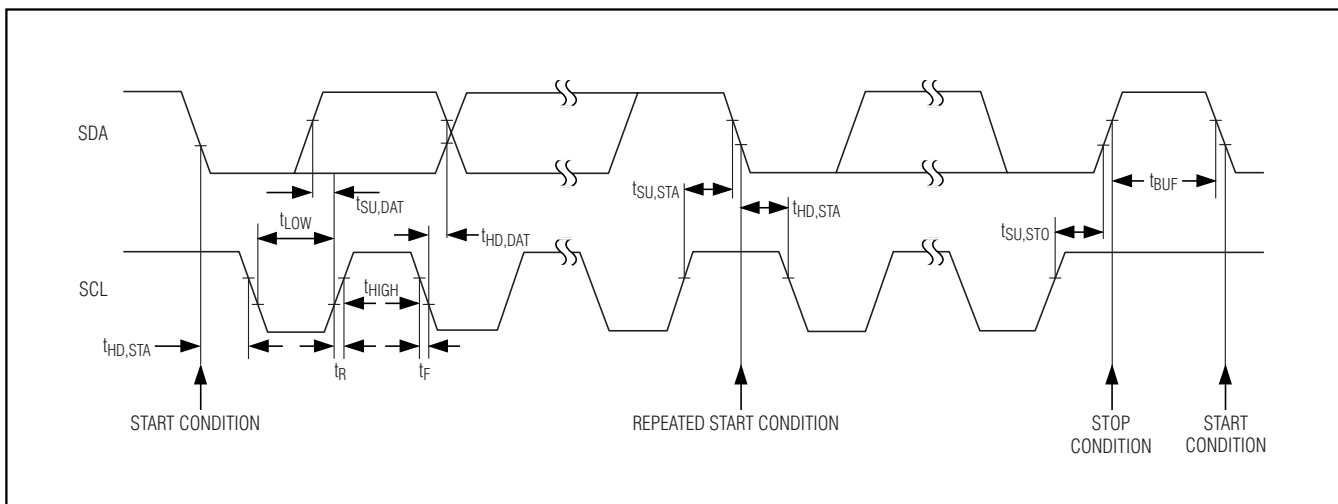 SDA
tSU,STA
tBUF
tSU,DAT
tLOW
tHD,STA
tHD,DAT
tSU,STO
SCL
tHIGH
tHD,STA
tR
tF
START CONDITION
REPEATED START CONDITION
STOP
CONDITION
START
CONDITION